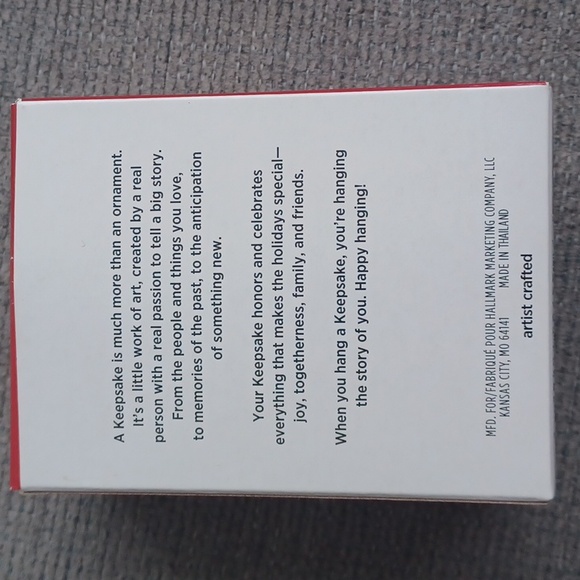 A Keepsake is much more than an ornament.
It's a little work of art, created by a real
person with a real passion to tell a big story.
From the people and things you love,
to memories of the past, to the anticipation
of something new.
Your Keepsake honors and celebrates
everything that makes the holidays special—
joy, togetherness, family, and friends.
When you hang a Keepsake, you're hanging
the story of you. Happy hanging!
MFD. FOR/FABRIQUÉ POUR HALLMARK MARKETING COMPANY, LLC
KANSAS CITY, MO 64141 MADE IN THAILAND
artist crafted